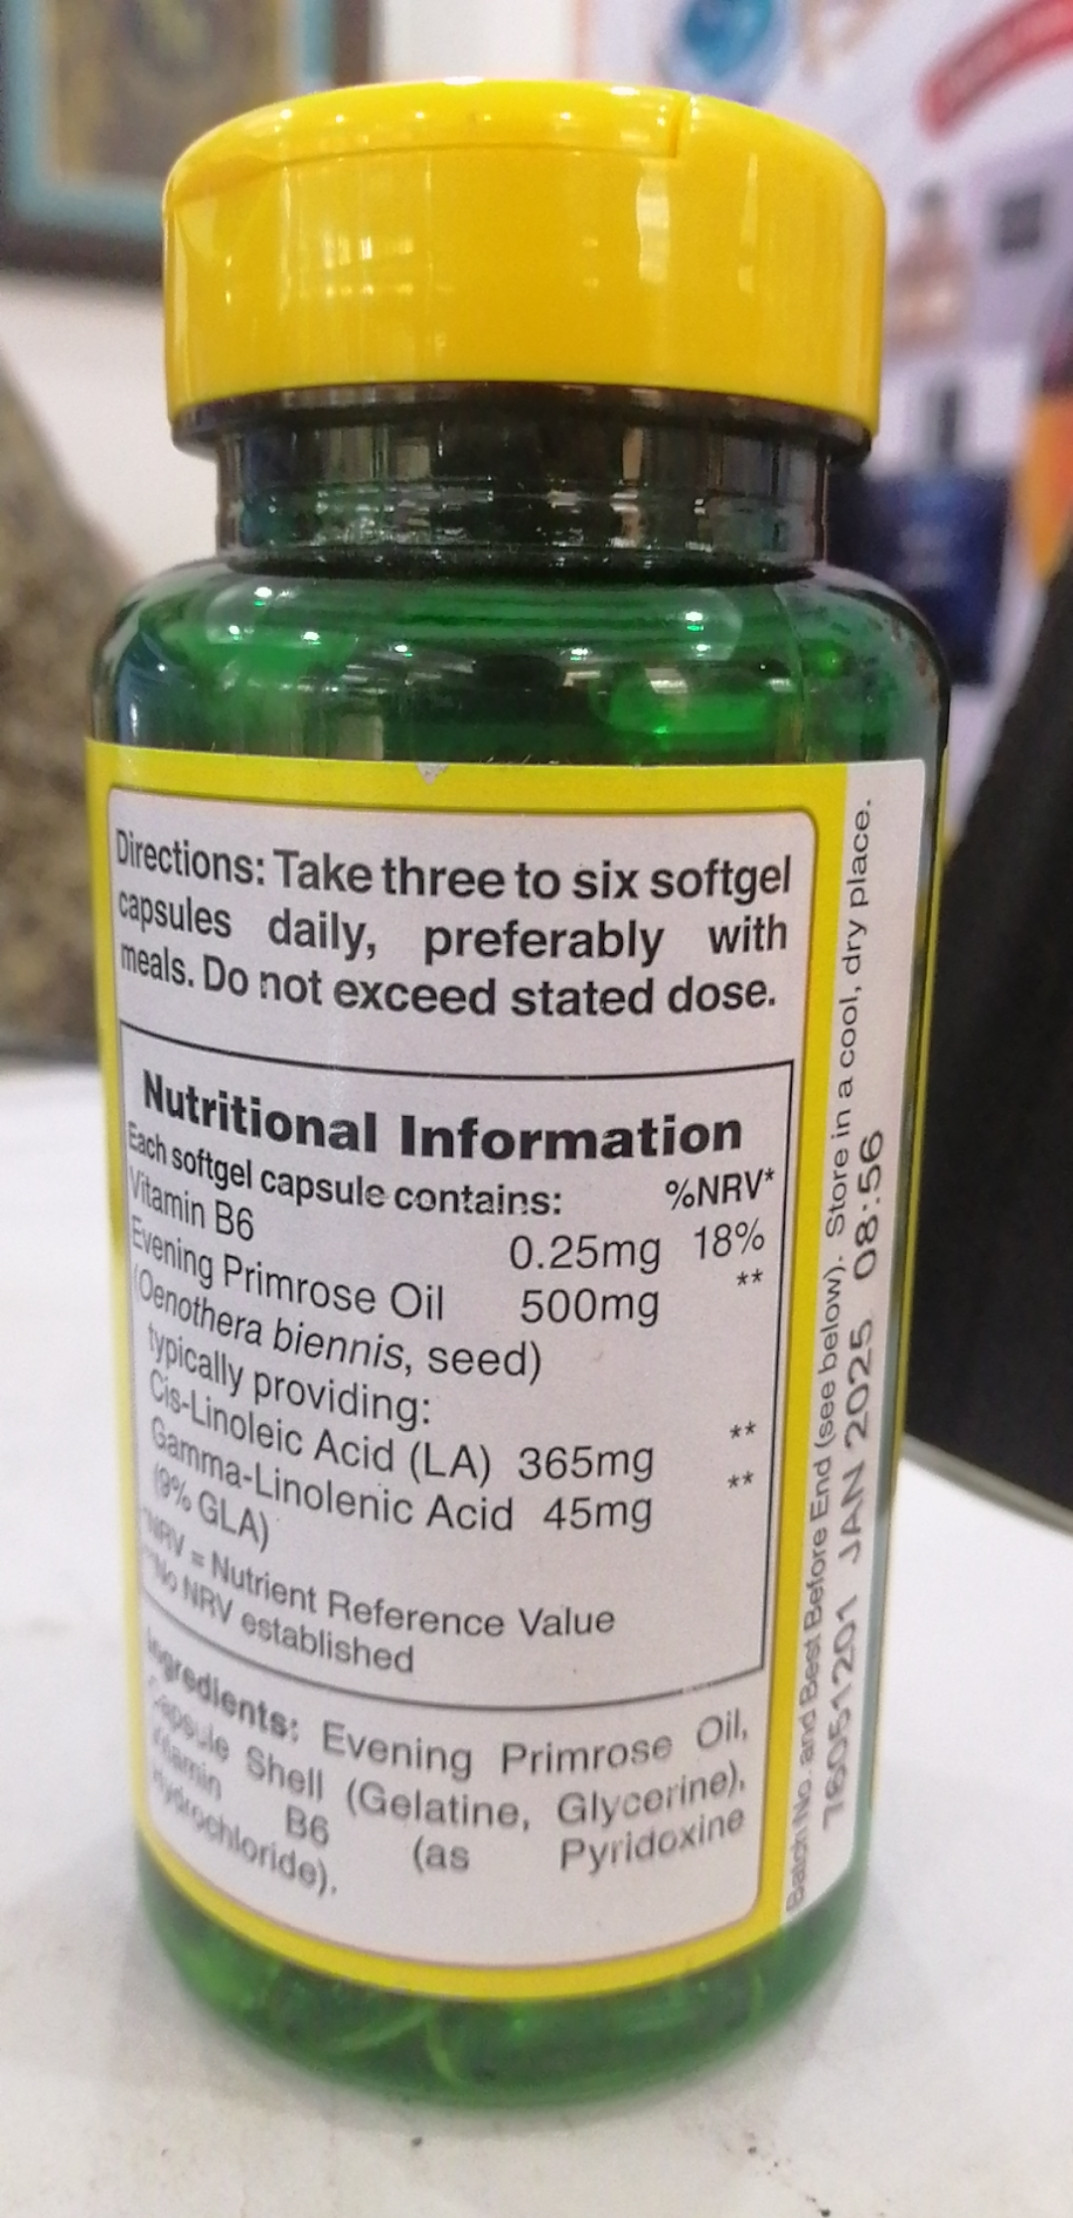 Directions: Take three to six softgel
capsules daily, preferably with
meals. Do not exceed stated dose.
Nutritional Information
Each softgel capsule contains: %NRV*
Vitamin B6 0.25mg 18%
Evening Primrose Oil 500mg **
(Oenothera biennis, seed)
typically providing:
Cis-Linoleic Acid (LA) 365mg **
Gamma-Linolenic Acid 45mg **
(9% GLA)
*NRV = Nutrient Reference Value
**No NRV established
Ingredients: Evening Primrose Oil,
Capsule Shell (Gelatine, Glycerine),
Vitamin B6 (as Pyridoxine
Hydrochloride).
Batch No. and Best Before End (see below). Store in a cool, dry place.
76051201 JAN 2025 08:56